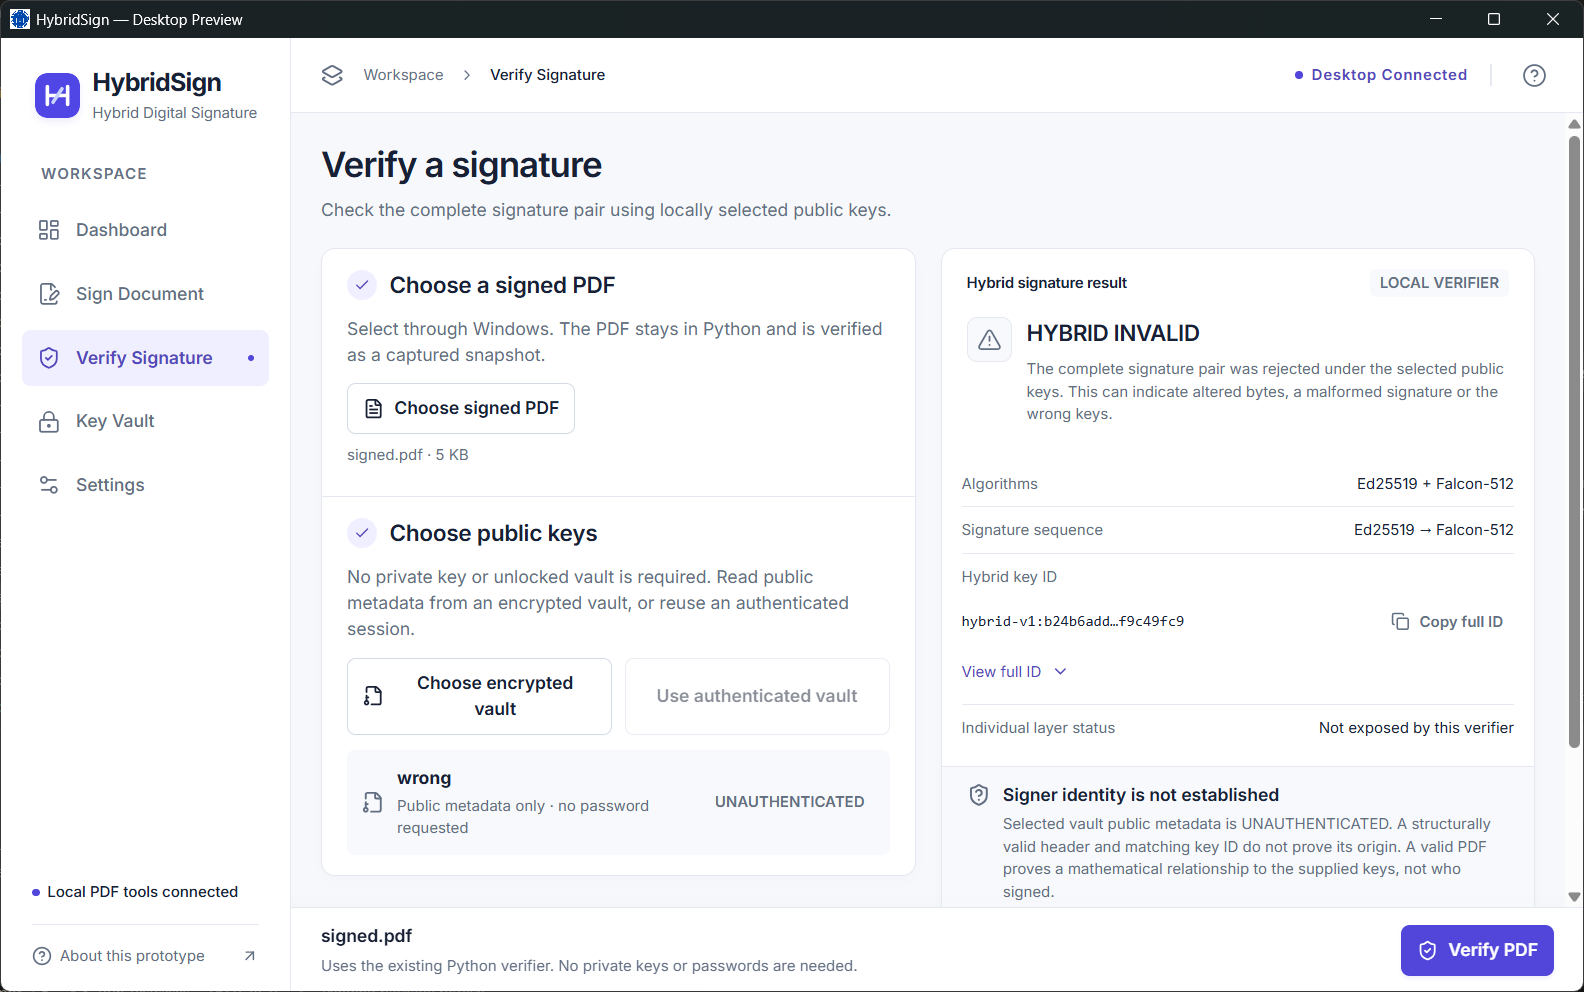 HybridSign — Desktop Preview
HybridSign
Hybrid Digital Signature
WORKSPACE
Dashboard
Sign Document
Verify Signature
Key Vault
Settings
Local PDF tools connected
About this prototype
Workspace > Verify Signature
Desktop Connected
Verify a signature
Check the complete signature pair using locally selected public keys.
Choose a signed PDF
Select through Windows. The PDF stays in Python and is verified
as a captured snapshot.
Choose signed PDF
signed.pdf · 5 KB
Choose public keys
No private key or unlocked vault is required. Read public
metadata from an encrypted vault, or reuse an authenticated
session.
Choose encrypted
vault
Use authenticated vault
wrong
Public metadata only · no password
requested
UNAUTHENTICATED
Hybrid signature result
LOCAL VERIFIER
HYBRID INVALID
The complete signature pair was rejected under the selected public
keys. This can indicate altered bytes, a malformed signature or the
wrong keys.
Algorithms
Ed25519 + Falcon-512
Signature sequence
Ed25519 → Falcon-512
Hybrid key ID
hybrid-v1:b24b6add…f9c49fc9
Copy full ID
View full ID
Individual layer status
Not exposed by this verifier
Signer identity is not established
Selected vault public metadata is UNAUTHENTICATED. A structurally
valid header and matching key ID do not prove its origin. A valid PDF
proves a mathematical relationship to the supplied keys, not who
signed.
signed.pdf
Uses the existing Python verifier. No private keys or passwords are needed.
Verify PDF